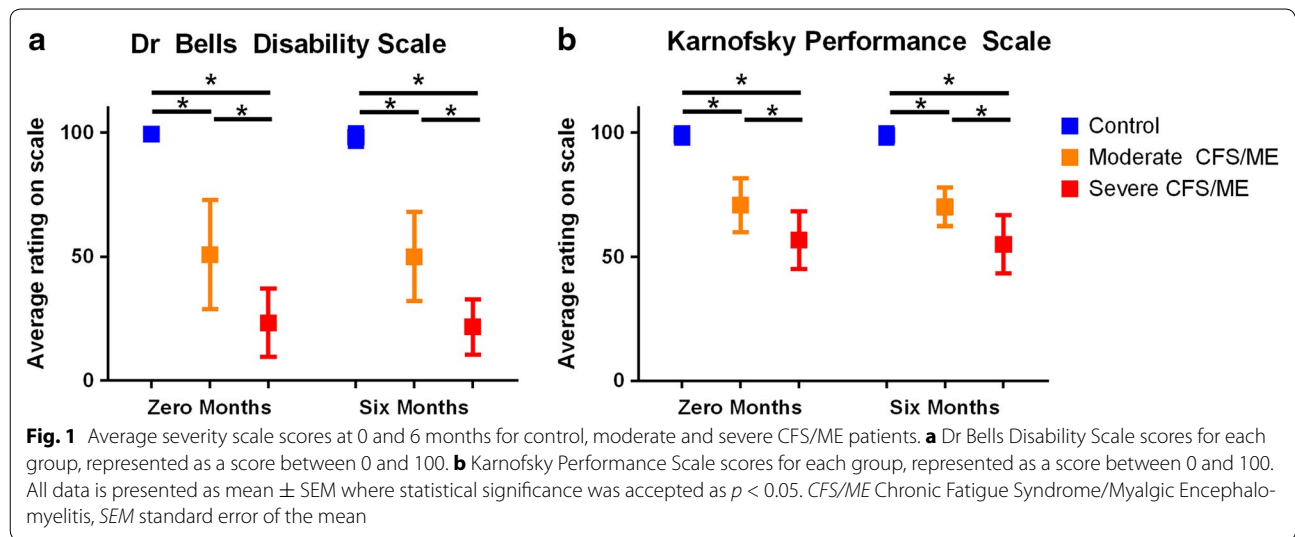 a Dr Bells Disability Scale
* * *
* * *
Average rating on scale
100
50
0
Zero Months Six Months
b Karnofsky Performance Scale
* * *
* * *
Average rating on scale
100
50
0
Zero Months Six Months
Control
Moderate CFS/ME
Severe CFS/ME
Fig. 1 Average severity scale scores at 0 and 6 months for control, moderate and severe CFS/ME patients. a Dr Bells Disability Scale scores for each
group, represented as a score between 0 and 100. b Karnofsky Performance Scale scores for each group, represented as a score between 0 and 100.
All data is presented as mean ± SEM where statistical significance was accepted as p < 0.05. CFS/ME Chronic Fatigue Syndrome/Myalgic Encephalo-
myelitis, SEM standard error of the mean